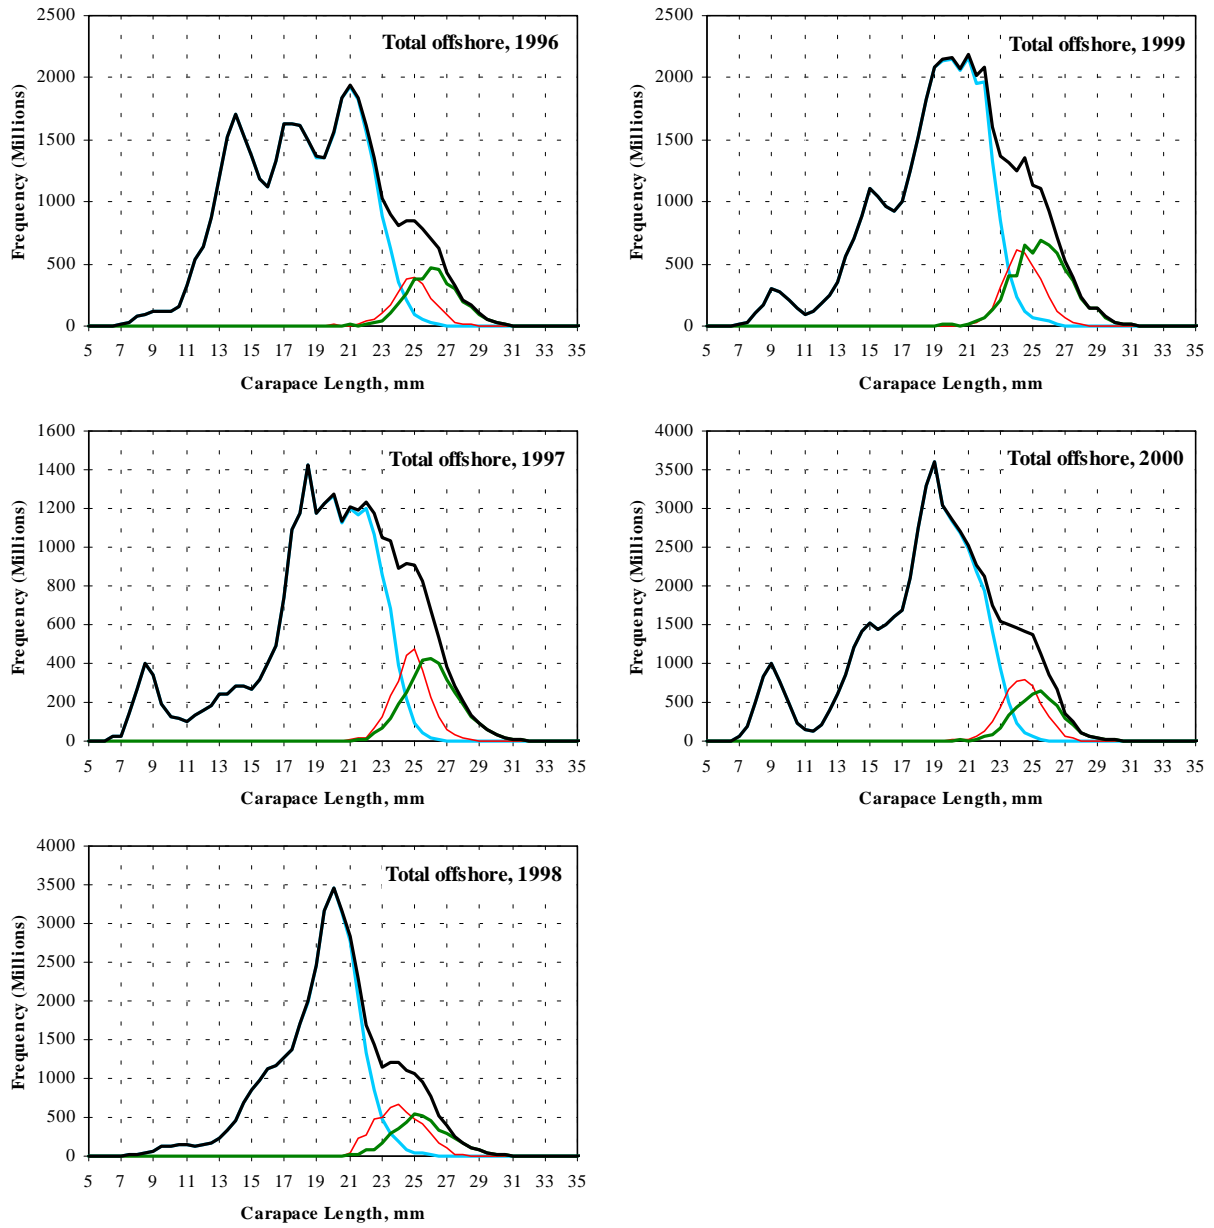 Total offshore, 1996
Frequency (Millions)
2500
2000
1500
1000
500
0
5 7 9 11 13 15 17 19 21 23 25 27 29 31 33 35
Carapace Length, mm
Total offshore, 1999
Frequency (Millions)
2500
2000
1500
1000
500
0
5 7 9 11 13 15 17 19 21 23 25 27 29 31 33 35
Carapace Length, mm
Total offshore, 1997
Frequency (Millions)
1600
1400
1200
1000
800
600
400
200
0
5 7 9 11 13 15 17 19 21 23 25 27 29 31 33 35
Carapace Length, mm
Total offshore, 2000
Frequency (Millions)
4000
3500
3000
2500
2000
1500
1000
500
0
5 7 9 11 13 15 17 19 21 23 25 27 29 31 33 35
Carapace Length, mm
Total offshore, 1998
Frequency (Millions)
4000
3500
3000
2500
2000
1500
1000
500
0
5 7 9 11 13 15 17 19 21 23 25 27 29 31 33 35
Carapace Length, mm